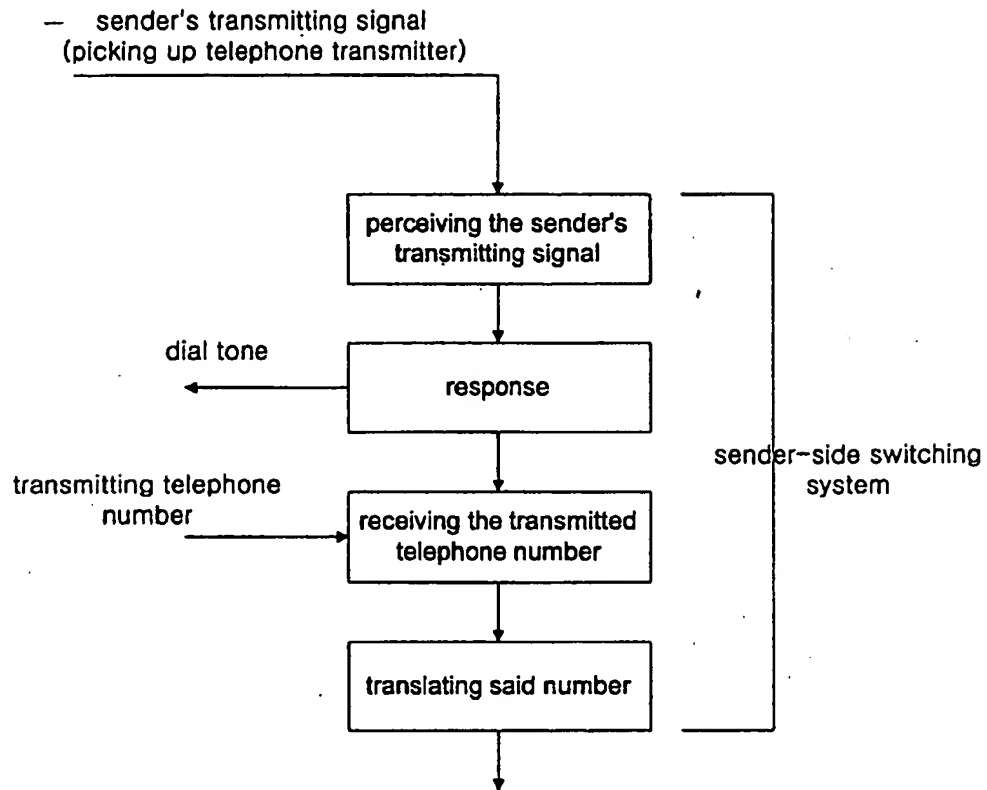 — sender's transmitting signal
(picking up telephone transmitter)
perceiving the sender's
transmitting signal
dial tone
response
sender-side switching
system
transmitting telephone
number
receiving the transmitted
telephone number
translating said number